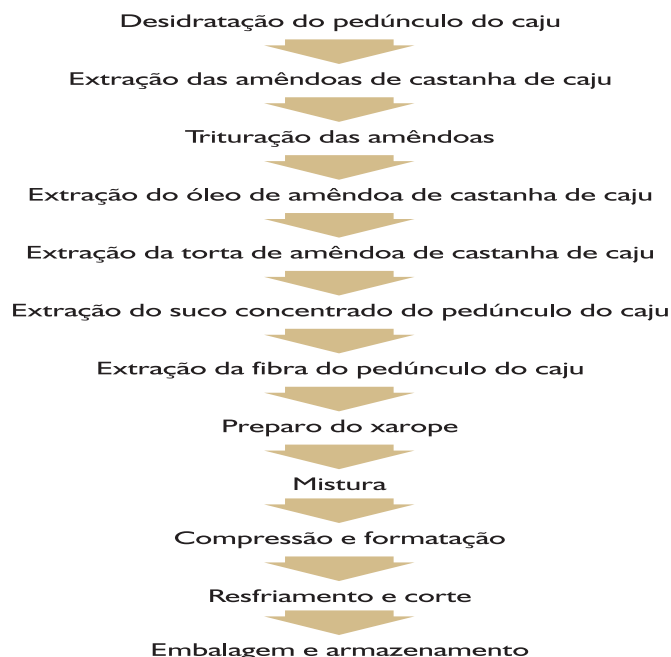 Desidratação do pedúnculo do caju
Extração das amêndoas de castanha de caju
Trituração das amêndoas
Extração do óleo de amêndoa de castanha de caju
Extração da torta de amêndoa de castanha de caju
Extração do suco concentrado do pedúnculo do caju
Extração da fibra do pedúnculo do caju
Preparo do xarope
Mistura
Compressão e formatação
Resfriamento e corte
Embalagem e armazenamento